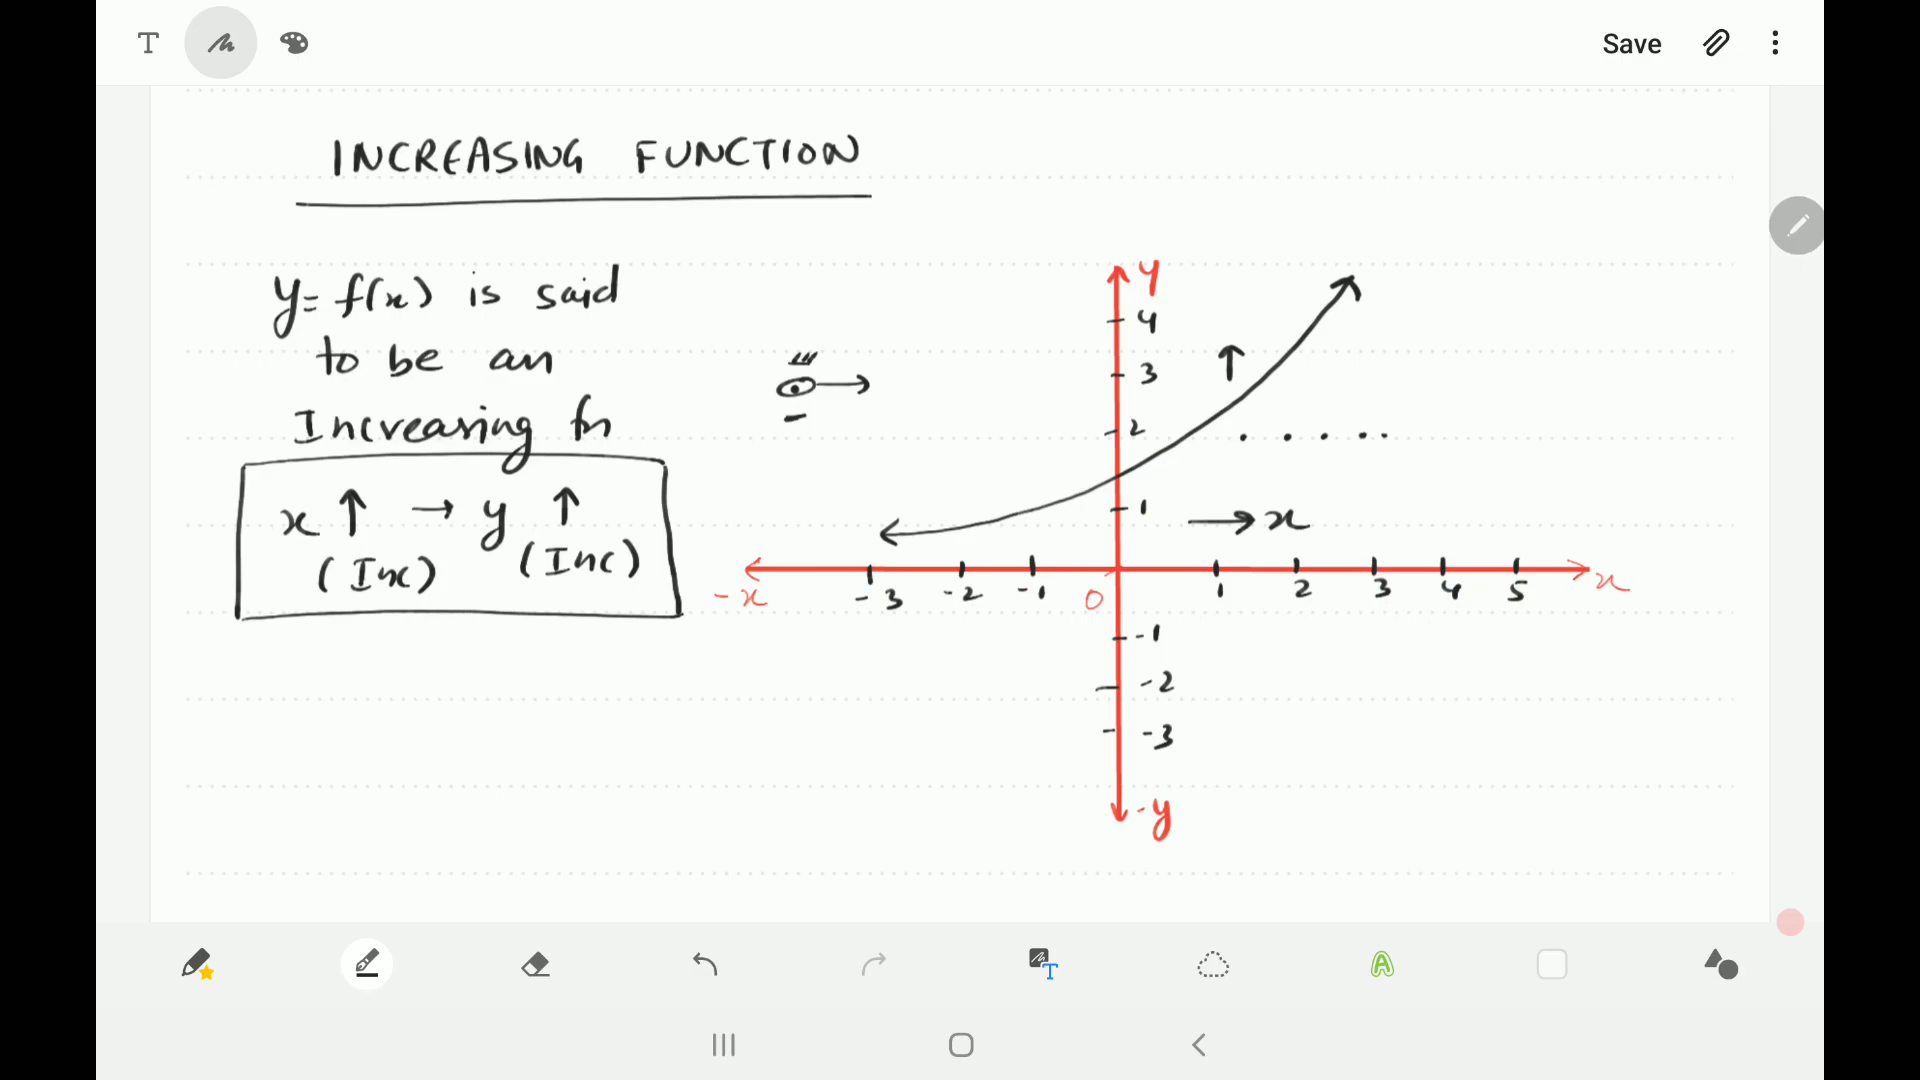 T
Save
INCREASING FUNCTION
y= f(x) is said
to be an
Increasing fn
x ↑ → y ↑
(Inc) (Inc)
y
4
3
2
1
→ x
-x -3 -2 -1 0 1 2 3 4 5 x
-1
-2
-3
-y
T
A